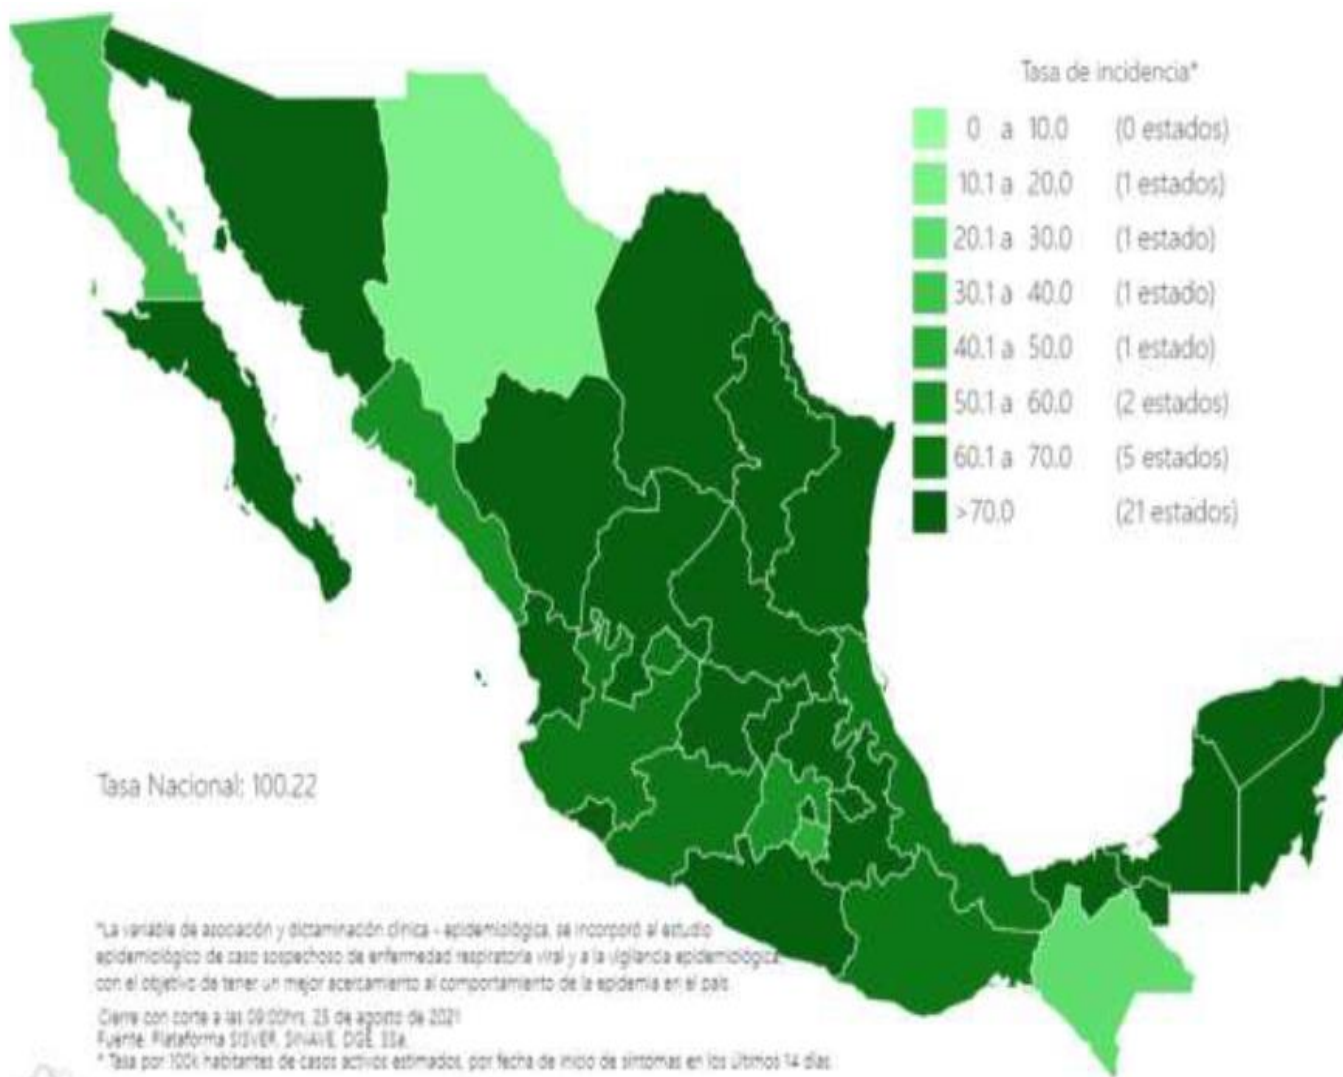 Tasa de incidencia*
0 a 10.0 (0 estados)
10.1 a 20.0 (1 estados)
20.1 a 30.0 (1 estado)
30.1 a 40.0 (1 estado)
40.1 a 50.0 (1 estado)
50.1 a 60.0 (2 estados)
60.1 a 70.0 (5 estados)
>70.0 (21 estados)
Tasa Nacional: 100.22
*La variable de asociación y dictaminación clínica - epidemiológica, se incorporó al estudio
epidemiológico de caso sospechoso de enfermedad respiratoria viral y a la vigilancia epidemiológica
con el objetivo de tener un mejor acercamiento al comportamiento de la epidemia en el país
Cierre con corte a las 09:00hrs, 25 de agosto de 2021
Fuente: Plataforma SISVER, SINAVE, DGE, SSa.
* Tasa por 100k habitantes de casos activos estimados, por fecha de inicio de síntomas en los últimos 14 días